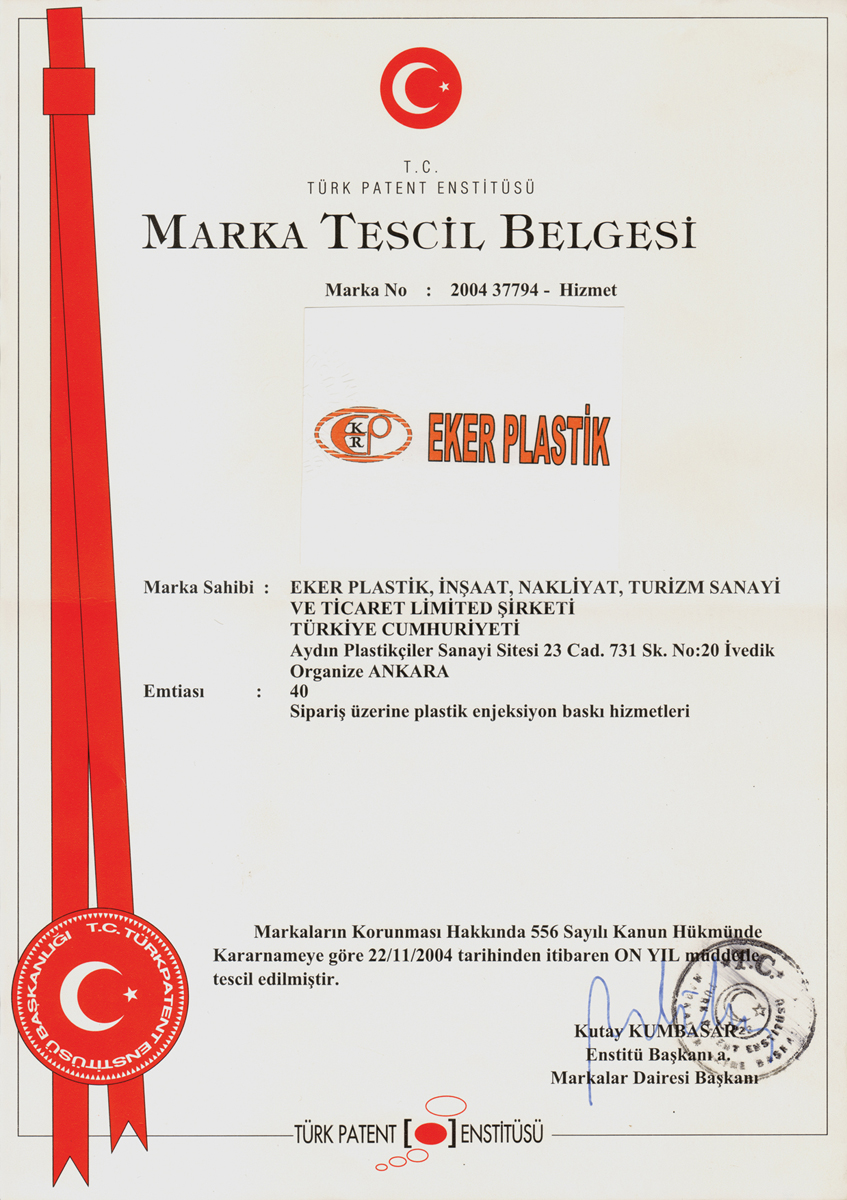 T.C.
TÜRK PATENT ENSTİTÜSÜ
MARKA TESCİL BELGESİ
Marka No : 2004 37794 - Hizmet
EKRP
EKER PLASTİK
Marka Sahibi : EKER PLASTİK, İNŞAAT, NAKLİYAT, TURİZM SANAYİ
VE TİCARET LİMİTED ŞİRKETİ
TÜRKİYE CUMHURİYETİ
Aydın Plastikçiler Sanayi Sitesi 23 Cad. 731 Sk. No:20 İvedik
Organize ANKARA
Emtiası : 40
Sipariş üzerine plastik enjeksiyon baskı hizmetleri
Markaların Korunması Hakkında 556 Sayılı Kanun Hükmünde
Kararnameye göre 22/11/2004 tarihinden itibaren ON YIL müddetle
tescil edilmiştir.
T.C.
Kutay KUMBASAR
Enstitü Başkanı a.
Markalar Dairesi Başkanı
T.C. TÜRK PATENT ENSTİTÜSÜ BAŞKANLIĞI
TÜRK PATENT [ ] ENSTİTÜSÜ